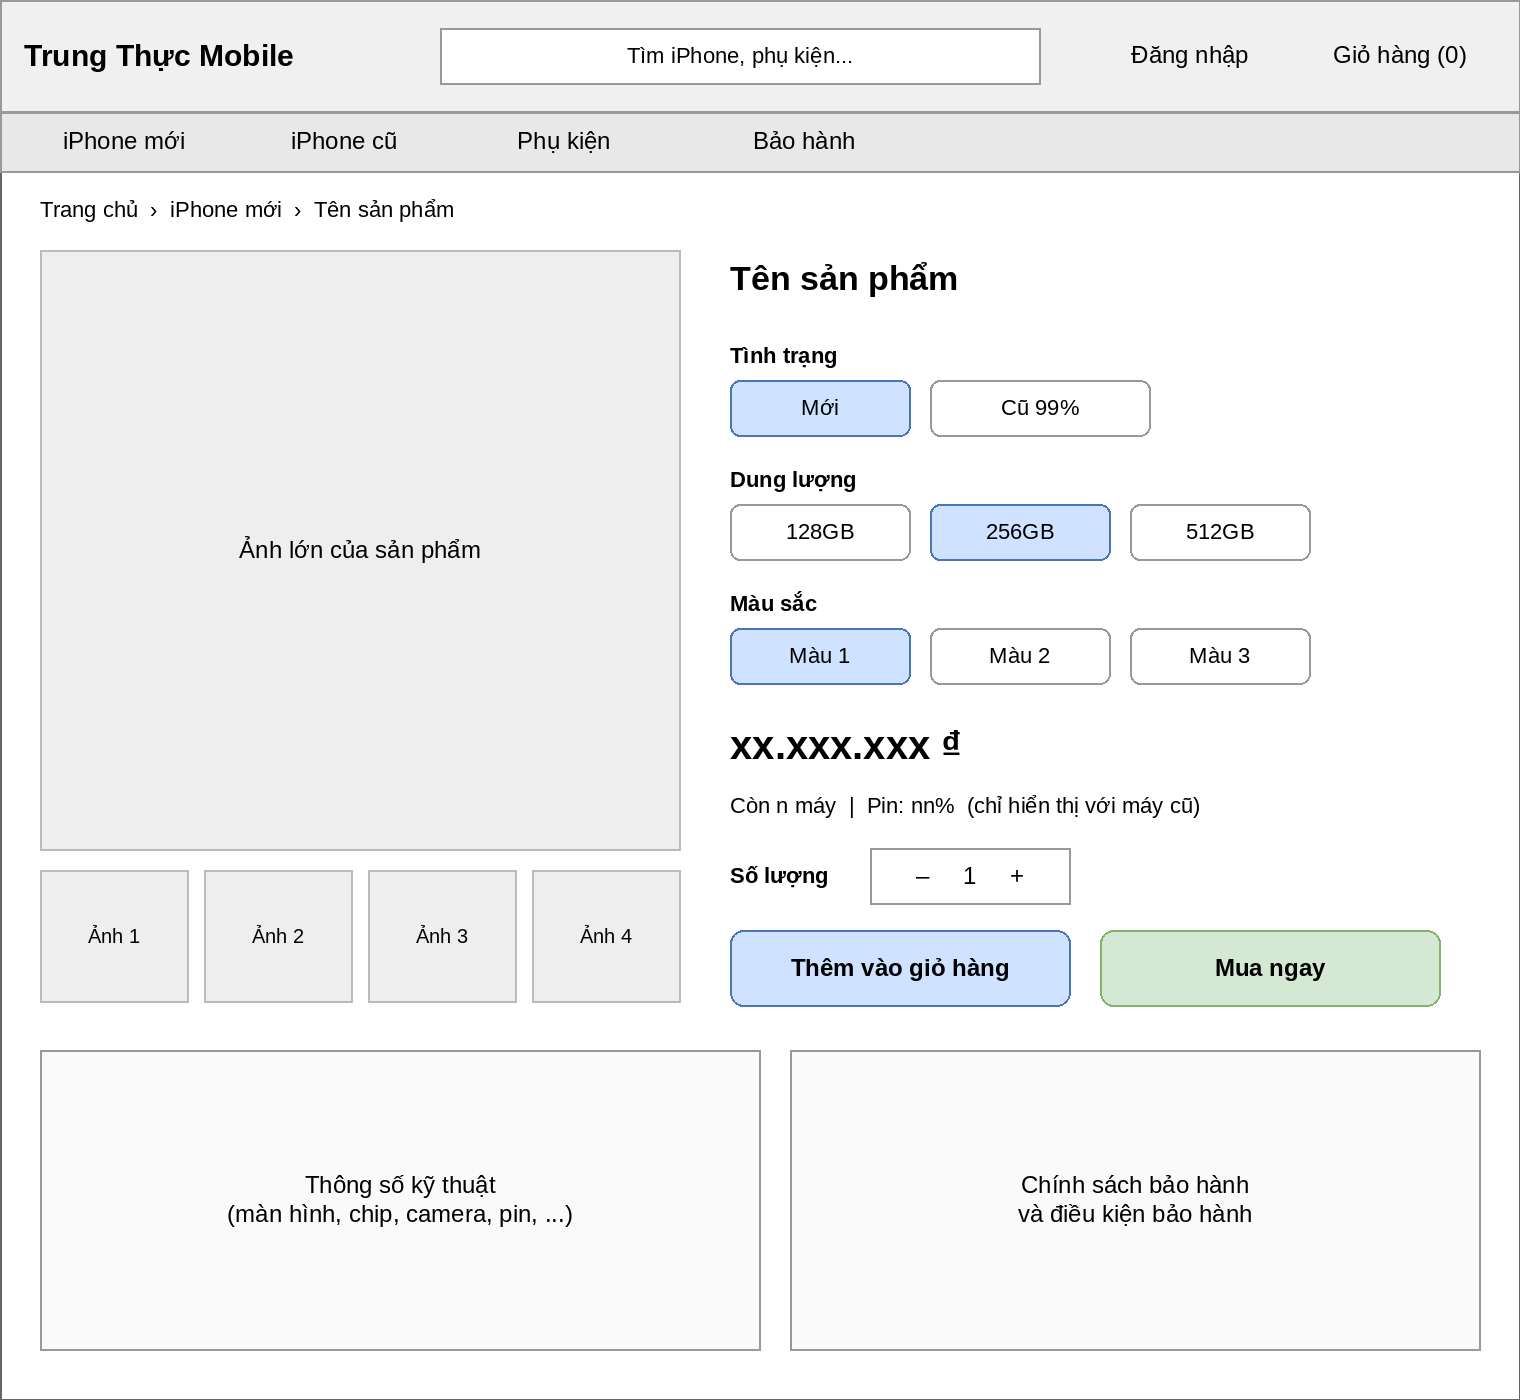 Trung Thực Mobile
Tìm iPhone, phụ kiện...
Đăng nhập
Giỏ hàng (0)
iPhone mới
iPhone cũ
Phụ kiện
Bảo hành
Trang chủ › iPhone mới › Tên sản phẩm
Ảnh lớn của sản phẩm
Ảnh 1
Ảnh 2
Ảnh 3
Ảnh 4
Tên sản phẩm
Tình trạng
Mới
Cũ 99%
Dung lượng
128GB
256GB
512GB
Màu sắc
Màu 1
Màu 2
Màu 3
xx.xxx.xxx ₫
Còn n máy | Pin: nn% (chỉ hiển thị với máy cũ)
Số lượng
– 1 +
Thêm vào giỏ hàng
Mua ngay
Thông số kỹ thuật
(màn hình, chip, camera, pin, ...)
Chính sách bảo hành
và điều kiện bảo hành